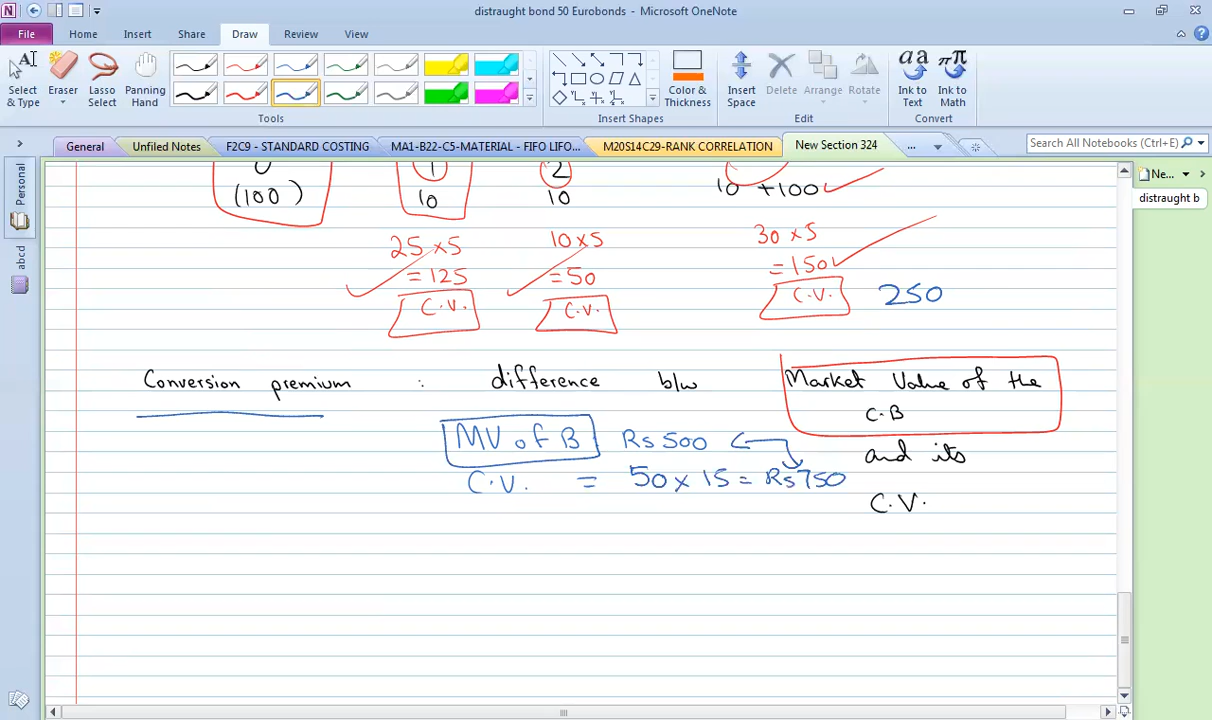 distraught bond 50 Eurobonds - Microsoft OneNote
File Home Insert Share Draw Review View
Select & Type Eraser Lasso Select Panning Hand Color & Thickness Insert Space Delete Arrange Rotate Ink to Text Ink to Math
Tools Insert Shapes Edit Convert
General Unfiled Notes F2C9 - STANDARD COSTING MA1-B22-C5-MATERIAL - FIFO LIFO... M20S14C29-RANK CORRELATION New Section 324 ... Search All Notebooks (Ctrl+E)
Ne...
distraught b
Personal
abcd
0 1 2
(100) 10 10 10 +100
25 x 5 10 x 5 30 x 5
= 125 = 50 = 150
C.V. C.V. C.V. 250
Conversion premium : difference b/w Market Value of the
C.B
MV of B Rs 500
and its
C.V. = 50 x 15 = Rs 750
C.V.